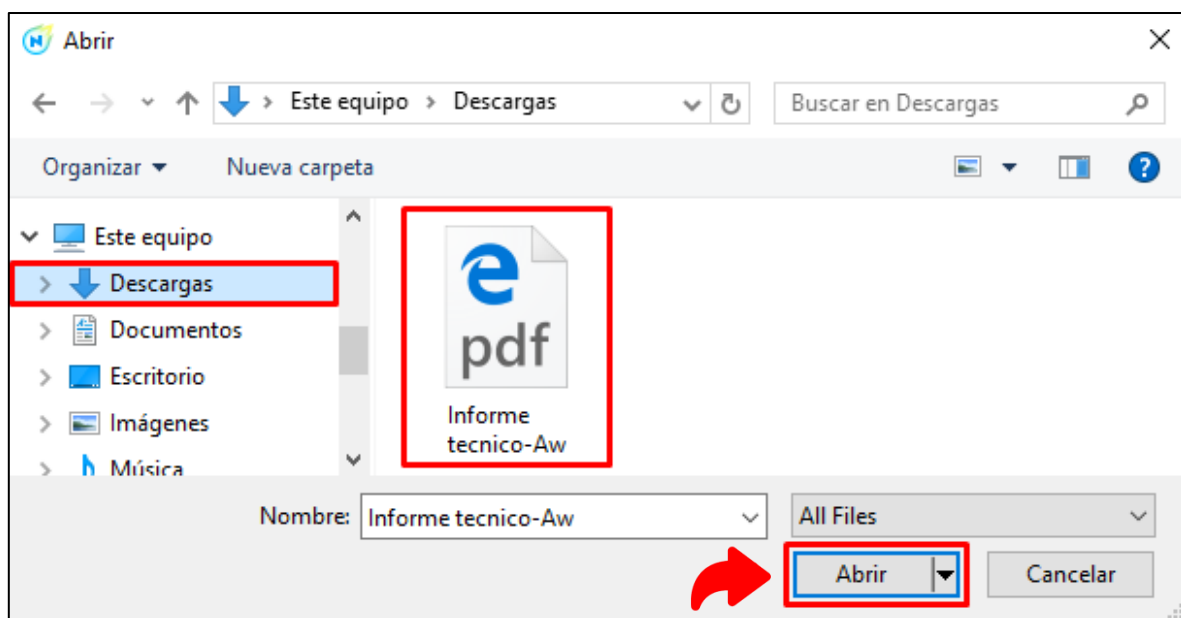 Abrir
Este equipo > Descargas
Buscar en Descargas
Organizar
Nueva carpeta
?
Este equipo
Descargas
Documentos
Escritorio
Imágenes
Música
e
pdf
Informe
tecnico-Aw
Nombre: Informe tecnico-Aw
All Files
Abrir
Cancelar